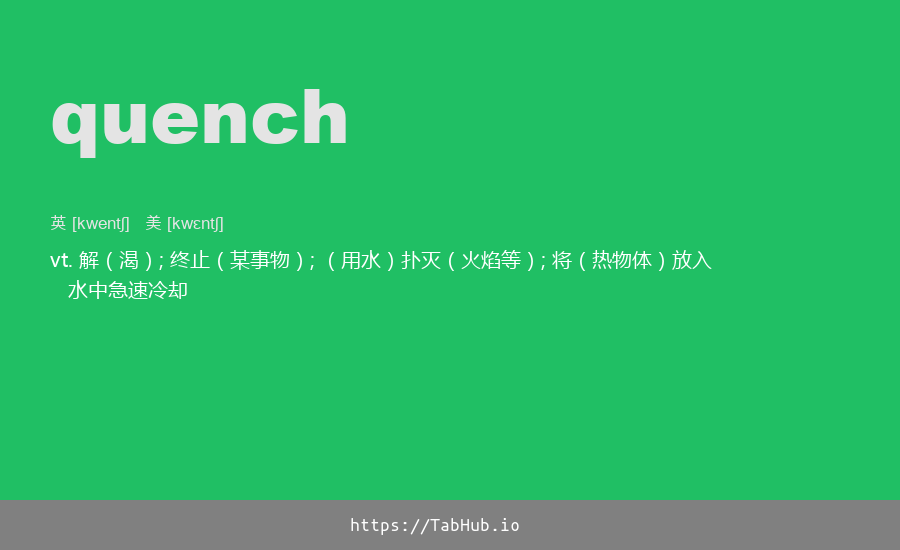 quench
英 [kwentʃ] 美 [kwɛntʃ]
vt. 解 ( 渴 ) ; 终止 ( 某事物 ) ; ( 用水 ) 扑灭 ( 火焰等 ) ; 将 ( 热物体 ) 放入
水中急速冷却
https://TabHub.io